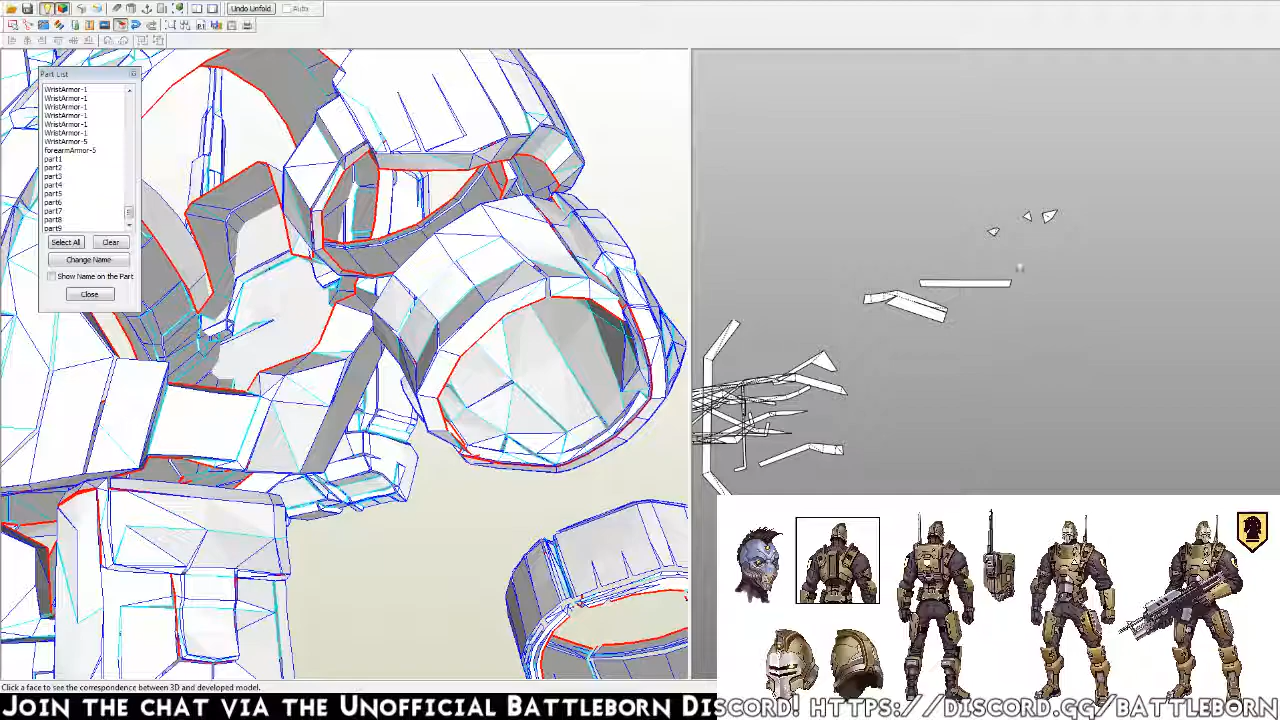 Undo Unfold
Auto
Part List
WristArmor-1
WristArmor-1
WristArmor-1
WristArmor-1
WristArmor-1
WristArmor-1
WristArmor-5
forearmArmor-5
part1
part2
part3
part4
part5
part6
part7
part8
part9
Select All
Clear
Change Name
Show Name on the Part
Close
Click a face to see the correspondence between 3D and developed model.
Join the chat via the Unofficial Battleborn Discord! https://discord.gg/battleborn